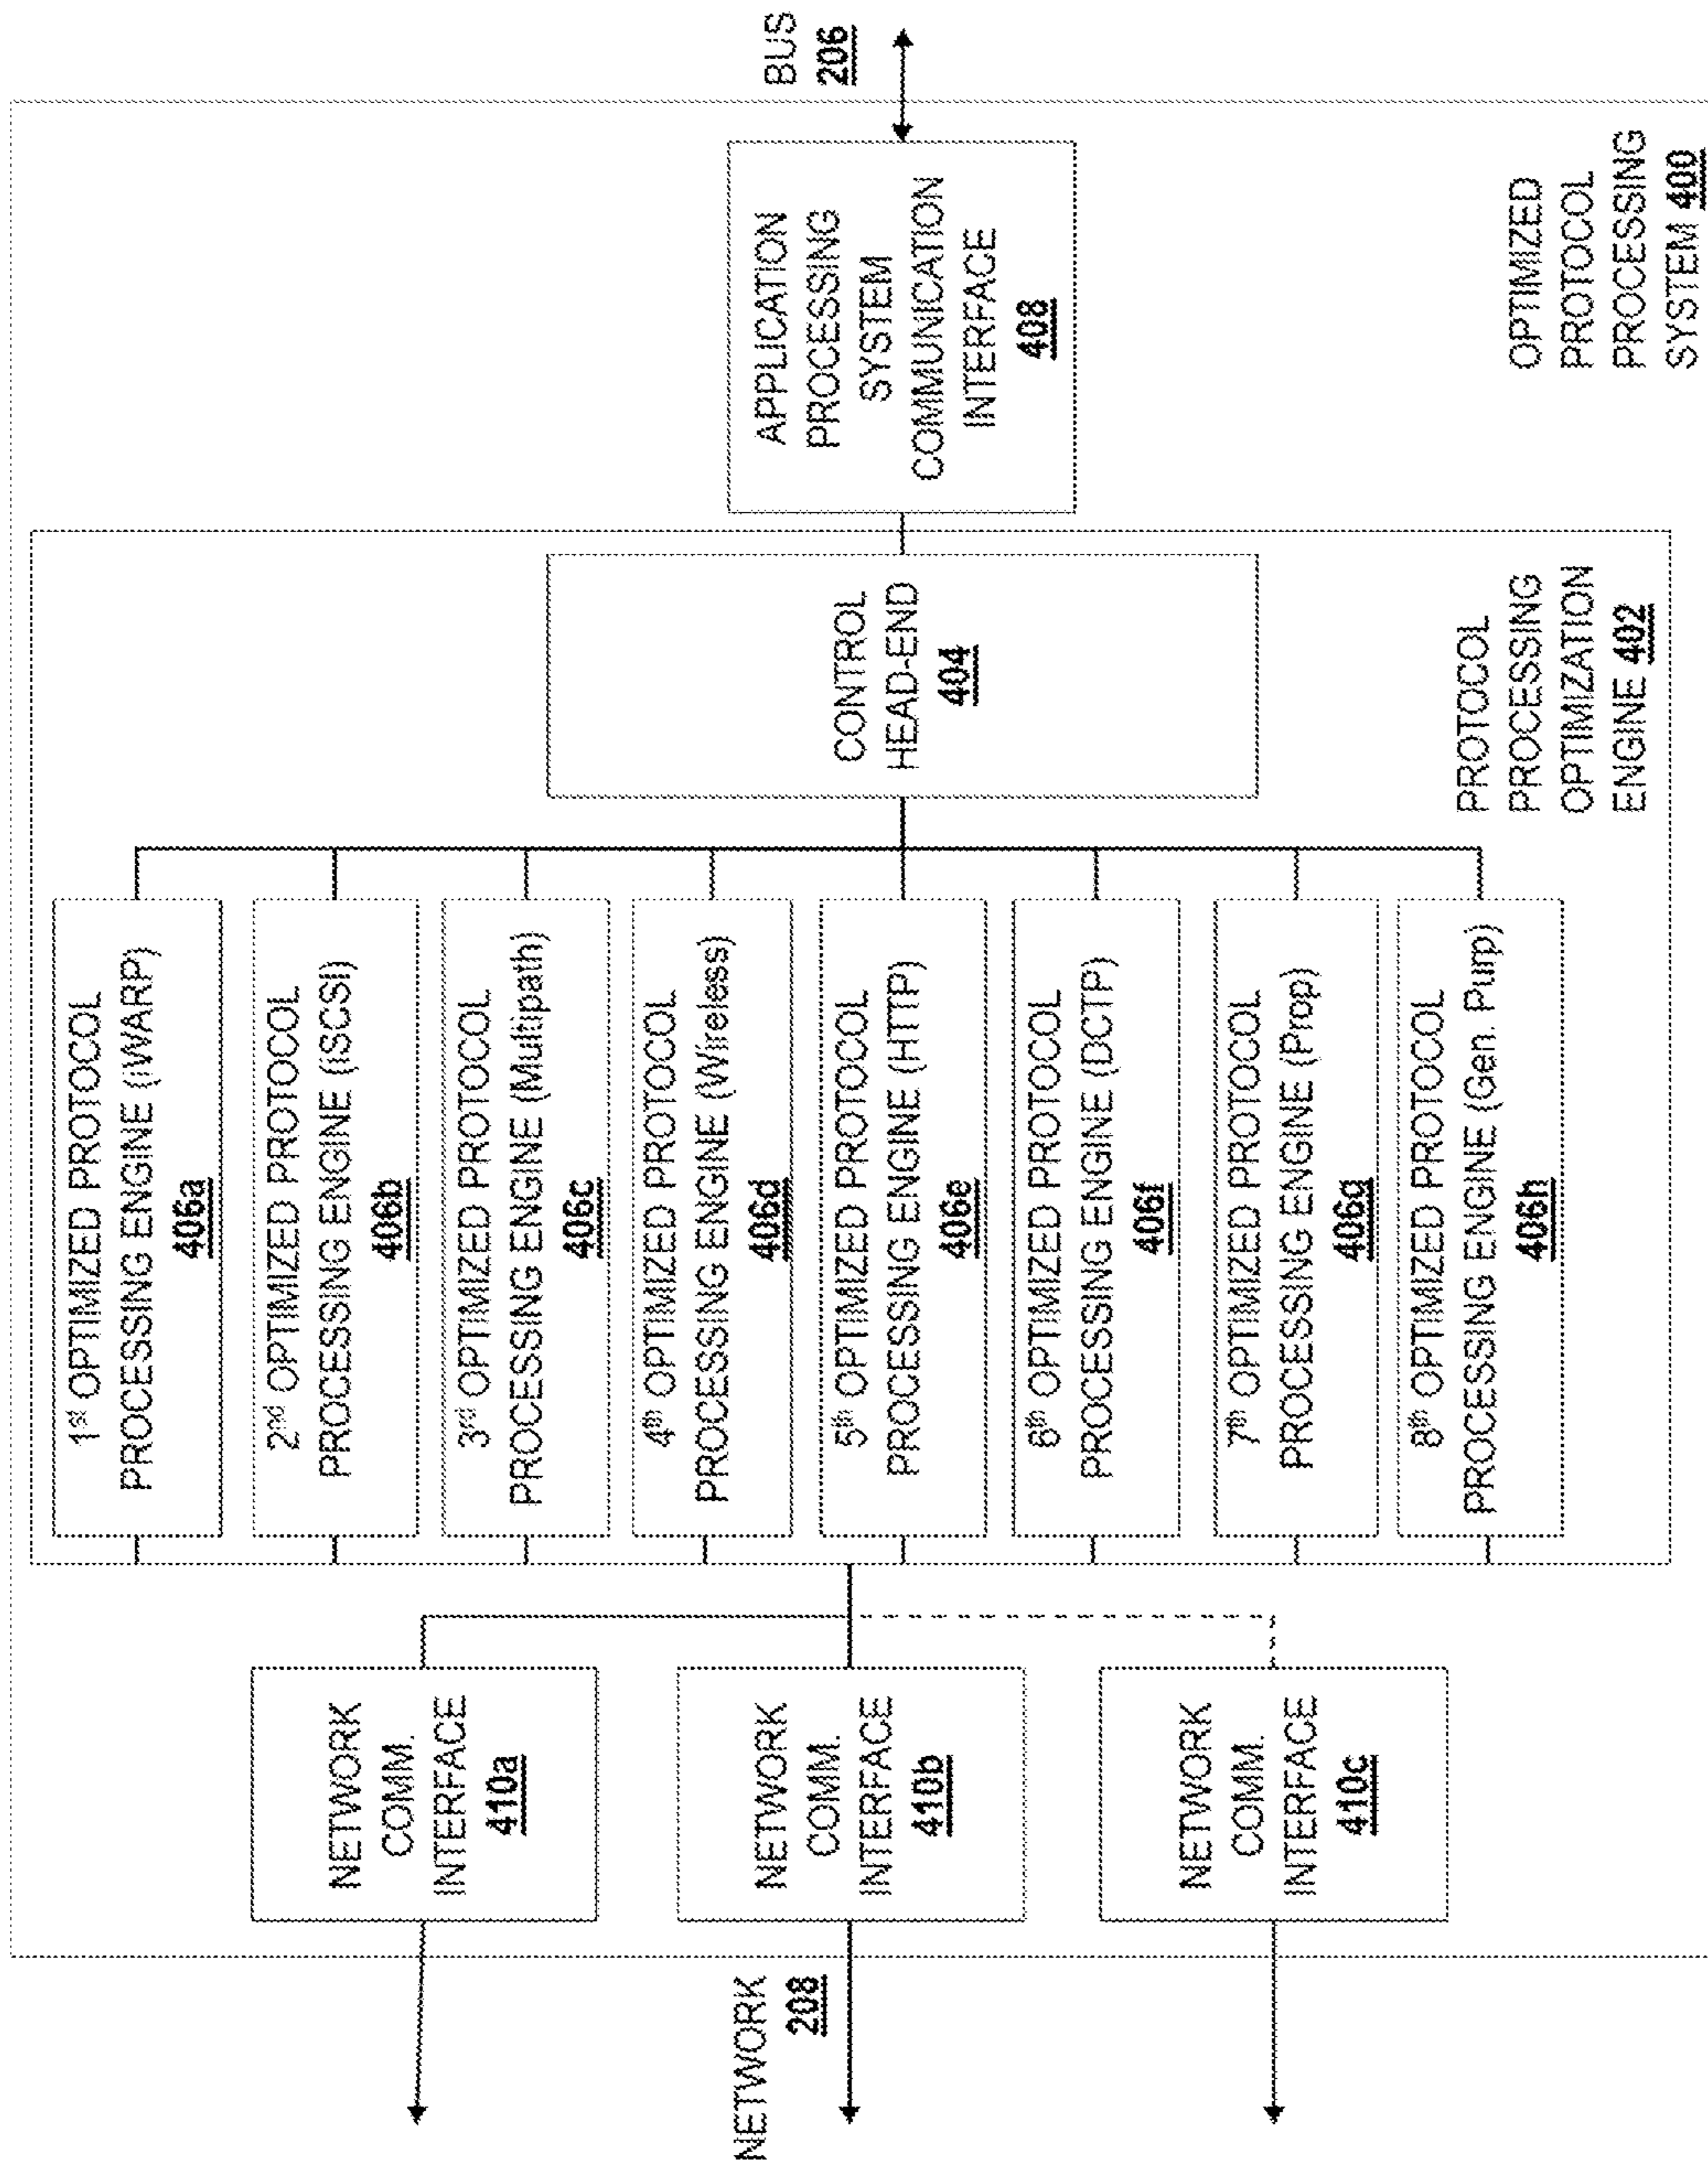 NETWORK
208
NETWORK
COMM.
INTERFACE
410a
NETWORK
COMM.
INTERFACE
410b
NETWORK
COMM.
INTERFACE
410c
1st OPTIMIZED PROTOCOL
PROCESSING ENGINE (iWARP)
406a
2nd OPTIMIZED PROTOCOL
PROCESSING ENGINE (iSCSI)
406b
3rd OPTIMIZED PROTOCOL
PROCESSING ENGINE (Multipath)
406c
4th OPTIMIZED PROTOCOL
PROCESSING ENGINE (Wireless)
406d
5th OPTIMIZED PROTOCOL
PROCESSING ENGINE (HTTP)
406e
6th OPTIMIZED PROTOCOL
PROCESSING ENGINE (DCTP)
406f
7th OPTIMIZED PROTOCOL
PROCESSING ENGINE (Prop)
406g
8th OPTIMIZED PROTOCOL
PROCESSING ENGINE (Gen. Purp)
406h
CONTROL
HEAD-END
404
PROTOCOL
PROCESSING
OPTIMIZATION
ENGINE 402
APPLICATION
PROCESSING
SYSTEM
COMMUNICATION
INTERFACE
408
BUS
206
OPTIMIZED
PROTOCOL
PROCESSING
SYSTEM 400